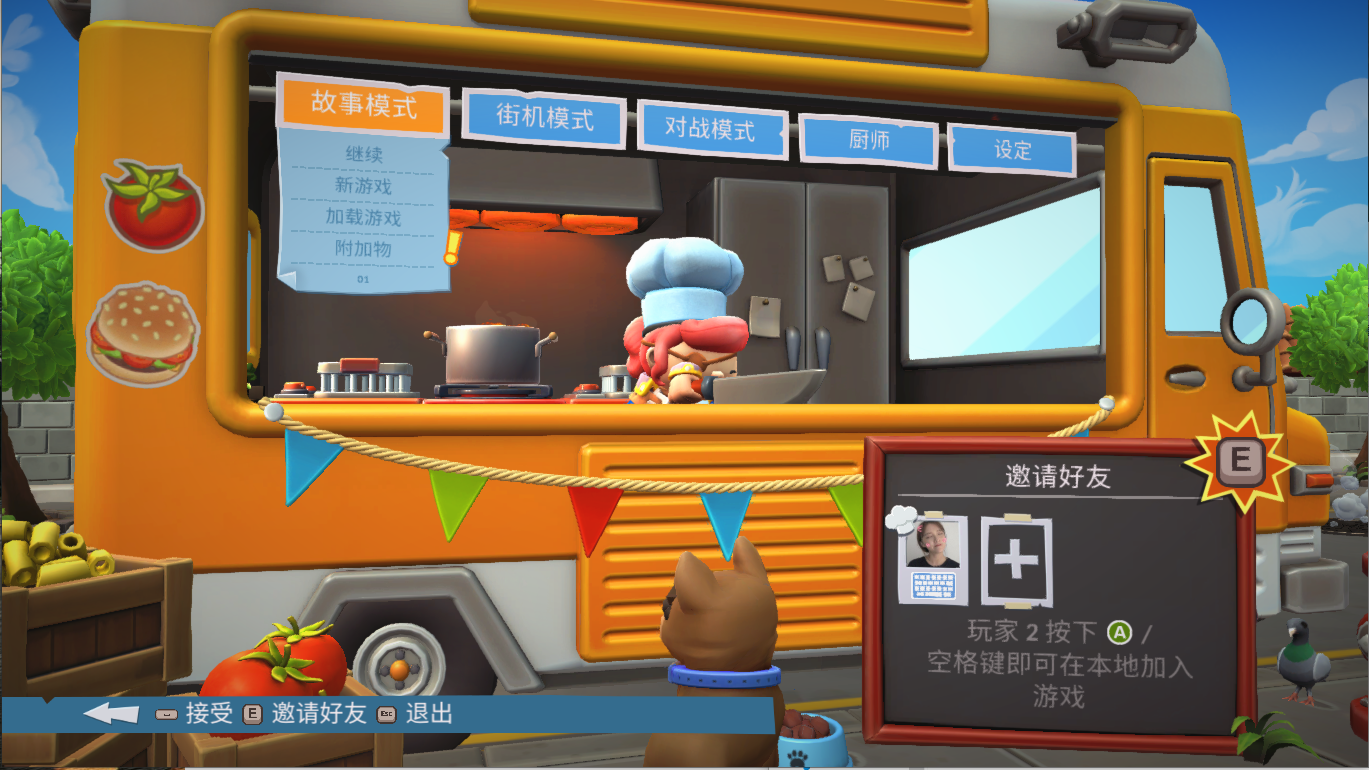 故事模式
街机模式
对战模式
厨师
设定
继续
新游戏
加载游戏
附加物
01
E
邀请好友
玩家 2 按下 A /
空格键即可在本地加入
游戏
接受 E 邀请好友 Esc 退出